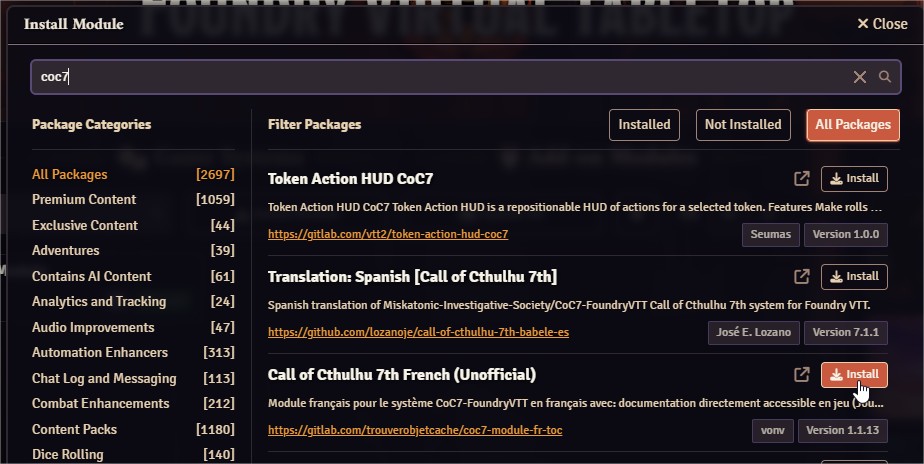 FOUNDRY VIRTUAL TABLETOP
Install Module
Close
coc7
Package Categories
Filter Packages
Installed
Not Installed
All Packages
All Packages [2697]
Premium Content [1059]
Exclusive Content [44]
Adventures [39]
Contains AI Content [61]
Analytics and Tracking [24]
Audio Improvements [47]
Automation Enhancers [313]
Chat Log and Messaging [113]
Combat Enhancements [212]
Content Packs [1180]
Dice Rolling [140]
Token Action HUD CoC7
Install
Token Action HUD CoC7 Token Action HUD is a repositionable HUD of actions for a selected token. Features Make rolls ...
https://gitlab.com/vtt2/token-action-hud-coc7
Seumas
Version 1.0.0
Translation: Spanish [Call of Cthulhu 7th]
Install
Spanish translation of Miskatonic-Investigative-Society/CoC7-FoundryVTT Call of Cthulhu 7th system for Foundry VTT.
https://github.com/lozanoje/call-of-cthulhu-7th-babele-es
José E. Lozano
Version 7.1.1
Call of Cthulhu 7th French (Unofficial)
Install
Module français pour le système CoC7-FoundryVTT en français avec: documentation directement accessible en jeu (Jou...
https://gitlab.com/trouverobjetcache/coc7-module-fr-toc
vonv
Version 1.1.13